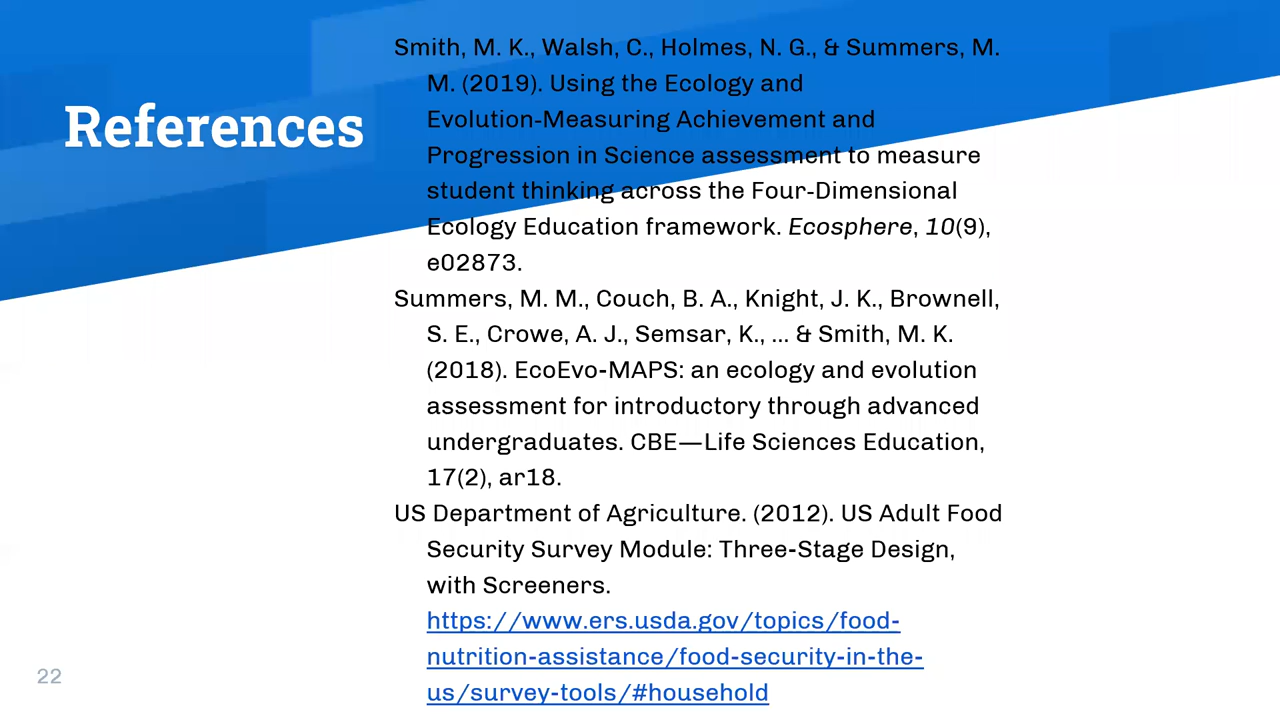 References
Smith, M. K., Walsh, C., Holmes, N. G., & Summers, M.
M. (2019). Using the Ecology and
Evolution-Measuring Achievement and
Progression in Science assessment to measure
student thinking across the Four-Dimensional
Ecology Education framework. Ecosphere, 10(9),
e02873.
Summers, M. M., Couch, B. A., Knight, J. K., Brownell,
S. E., Crowe, A. J., Semsar, K., ... & Smith, M. K.
(2018). EcoEvo-MAPS: an ecology and evolution
assessment for introductory through advanced
undergraduates. CBE—Life Sciences Education,
17(2), ar18.
US Department of Agriculture. (2012). US Adult Food
Security Survey Module: Three-Stage Design,
with Screeners.
https://www.ers.usda.gov/topics/food-
nutrition-assistance/food-security-in-the-
us/survey-tools/#household
22